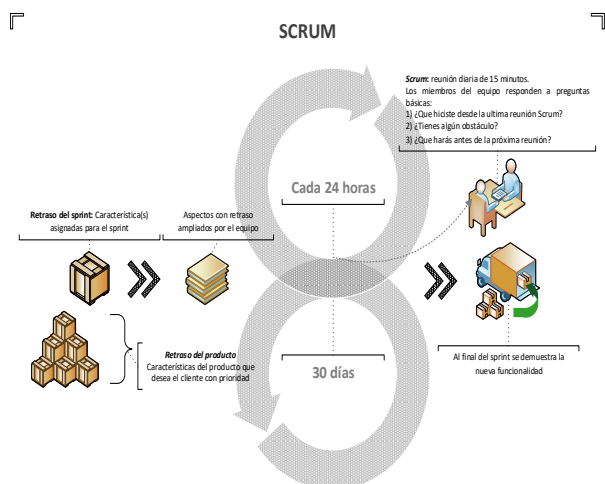 SCRUM
Scrum: reunión diaria de 15 minutos.
Los miembros del equipo responden a preguntas
básicas:
1) ¿Que hiciste desde la ultima reunión Scrum?
2) ¿Tienes algún obstáculo?
3) ¿Que harás antes de la próxima reunión?
Cada 24 horas
Retraso del sprint: Característica(s)
asignadas para el sprint
Aspectos con retraso
ampliados por el equipo
Retraso del producto
Características del producto que
desea el cliente con prioridad
30 días
Al final del sprint se demuestra la
nueva funcionalidad